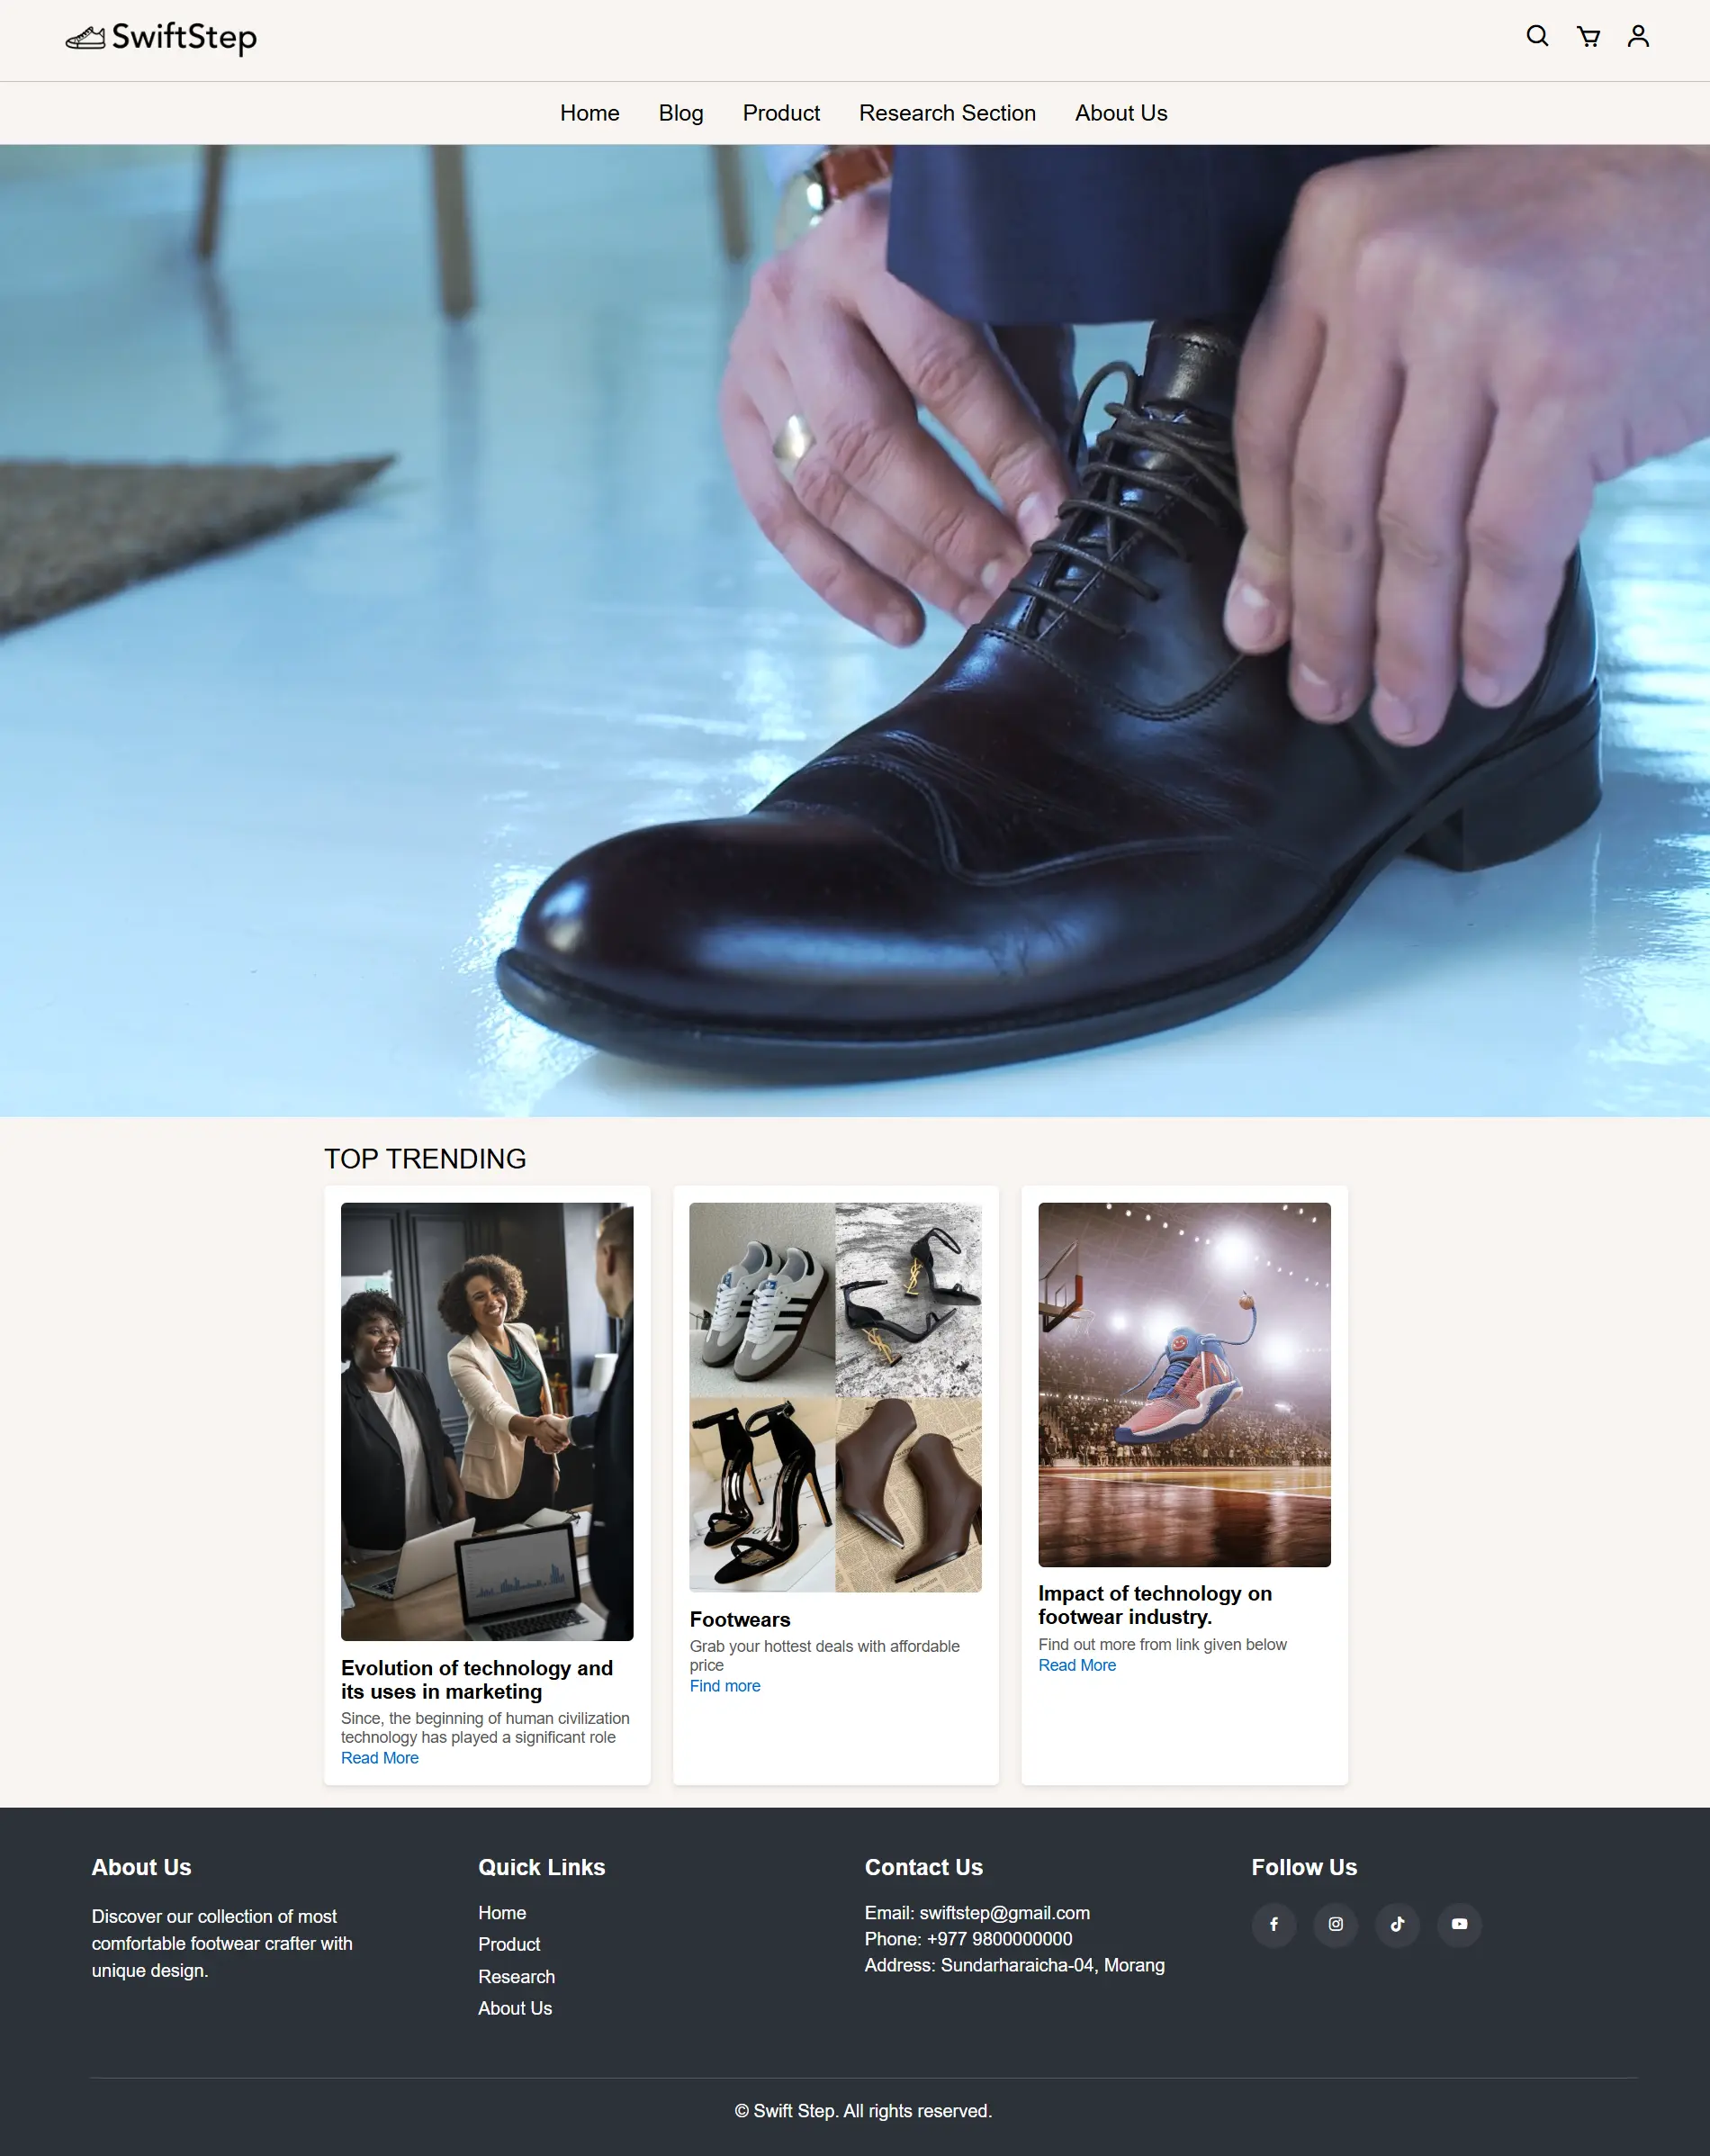 SwiftStep
Home Blog Product Research Section About Us
TOP TRENDING
Evolution of technology and
its uses in marketing
Since, the beginning of human civilization
technology has played a significant role
Read More
Footwears
Grab your hottest deals with affordable
price
Find more
Impact of technology on
footwear industry.
Find out more from link given below
Read More
About Us
Discover our collection of most
comfortable footwear crafter with
unique design.
Quick Links
Home
Product
Research
About Us
Contact Us
Email: swiftstep@gmail.com
Phone: +977 9800000000
Address: Sundarharaicha-04, Morang
Follow Us
© Swift Step. All rights reserved.